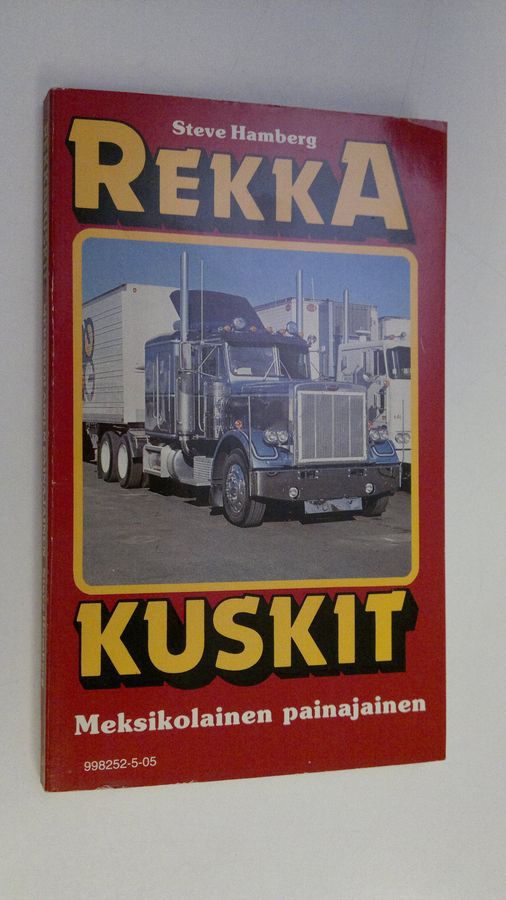 Steve Hamberg
REKKA
KUSKIT
Meksikolainen painajainen
998252-5-05